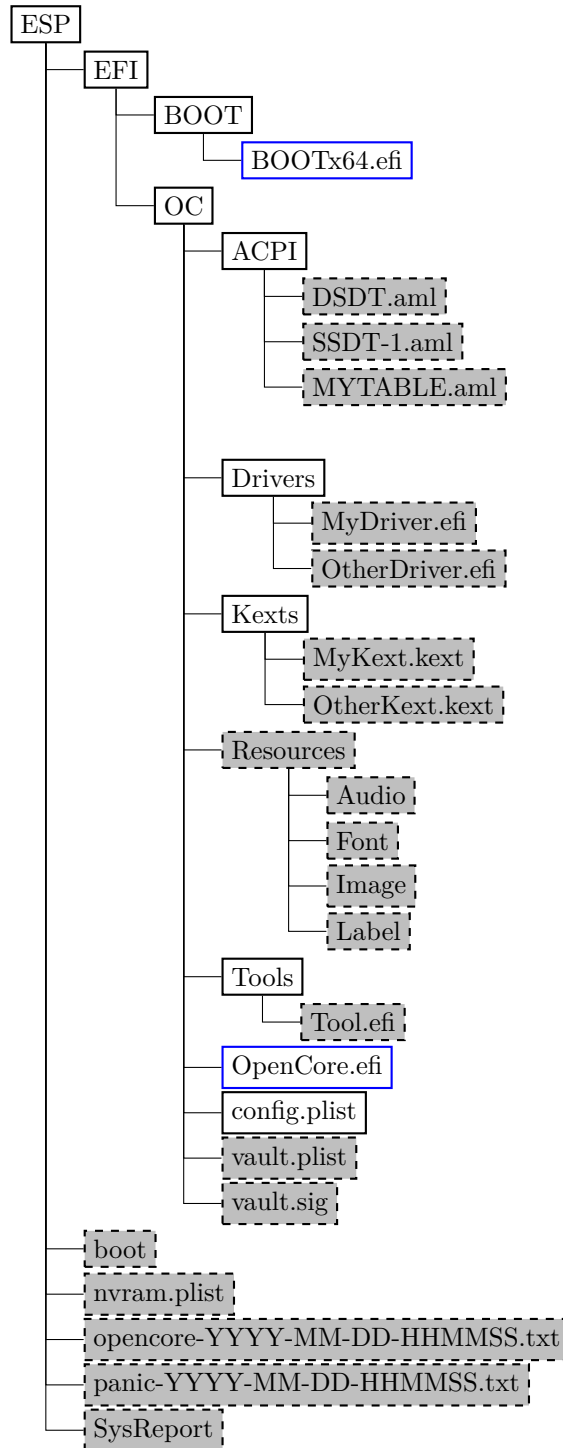 ESP
EFI
BOOT
BOOTx64.efi
OC
ACPI
DSDT.aml
SSDT-1.aml
MYTABLE.aml
Drivers
MyDriver.efi
OtherDriver.efi
Kexts
MyKext.kext
OtherKext.kext
Resources
Audio
Font
Image
Label
Tools
Tool.efi
OpenCore.efi
config.plist
vault.plist
vault.sig
boot
nvram.plist
opencore-YYYY-MM-DD-HHMMSS.txt
panic-YYYY-MM-DD-HHMMSS.txt
SysReport